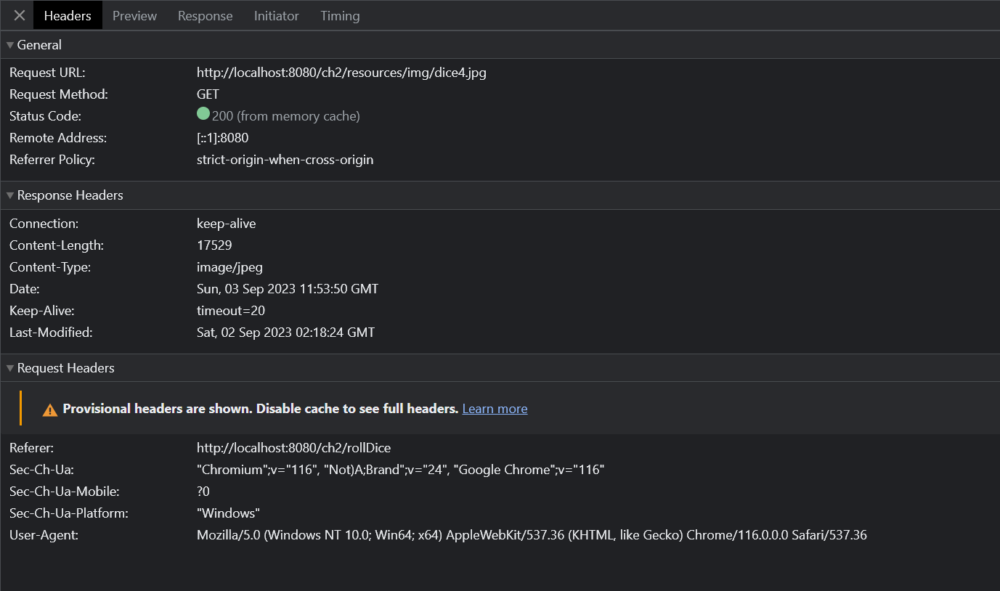 Headers Preview Response Initiator Timing
General
Request URL: http://localhost:8080/ch2/resources/img/dice4.jpg
Request Method: GET
Status Code: 200 (from memory cache)
Remote Address: [::1]:8080
Referrer Policy: strict-origin-when-cross-origin
Response Headers
Connection: keep-alive
Content-Length: 17529
Content-Type: image/jpeg
Date: Sun, 03 Sep 2023 11:53:50 GMT
Keep-Alive: timeout=20
Last-Modified: Sat, 02 Sep 2023 02:18:24 GMT
Request Headers
Provisional headers are shown. Disable cache to see full headers. Learn more
Referer: http://localhost:8080/ch2/rollDice
Sec-Ch-Ua: "Chromium";v="116", "Not)A;Brand";v="24", "Google Chrome";v="116"
Sec-Ch-Ua-Mobile: ?0
Sec-Ch-Ua-Platform: "Windows"
User-Agent: Mozilla/5.0 (Windows NT 10.0; Win64; x64) AppleWebKit/537.36 (KHTML, like Gecko) Chrome/116.0.0.0 Safari/537.36